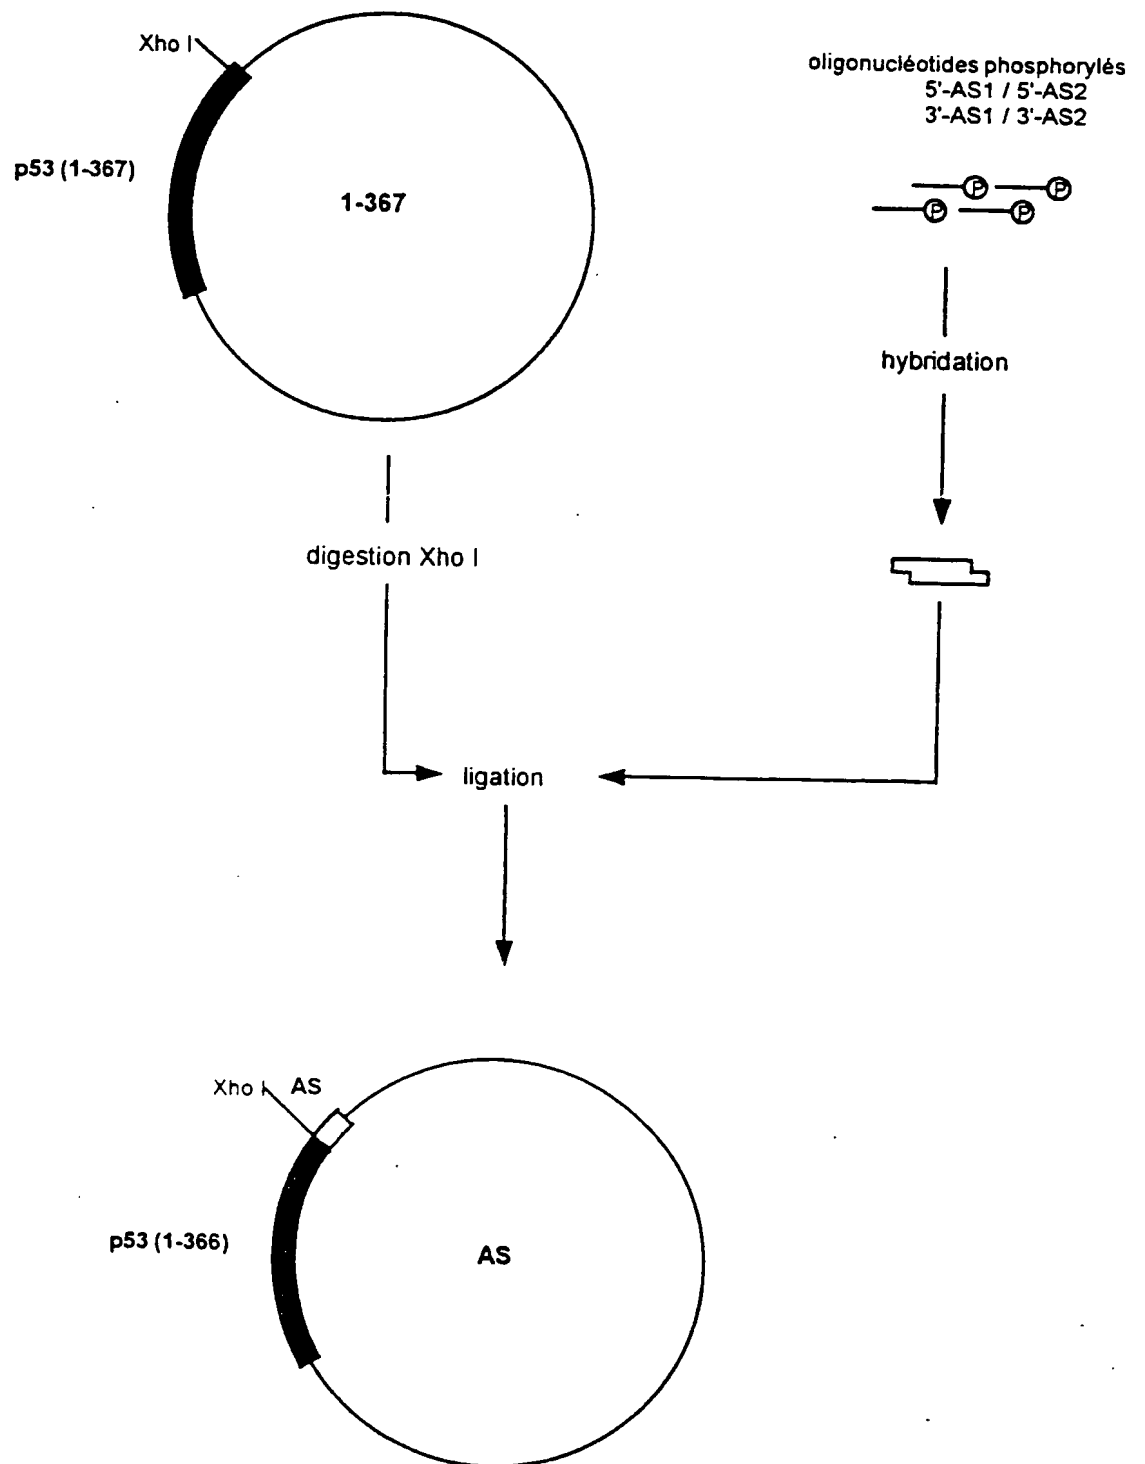 Xho I
oligonucléotides phosphorylés
5'-AS1 / 5'-AS2
3'-AS1 / 3'-AS2
p53 (1-367)
1-367
P P
P P
hybridation
digestion Xho I
ligation
Xho I AS
p53 (1-366)
AS